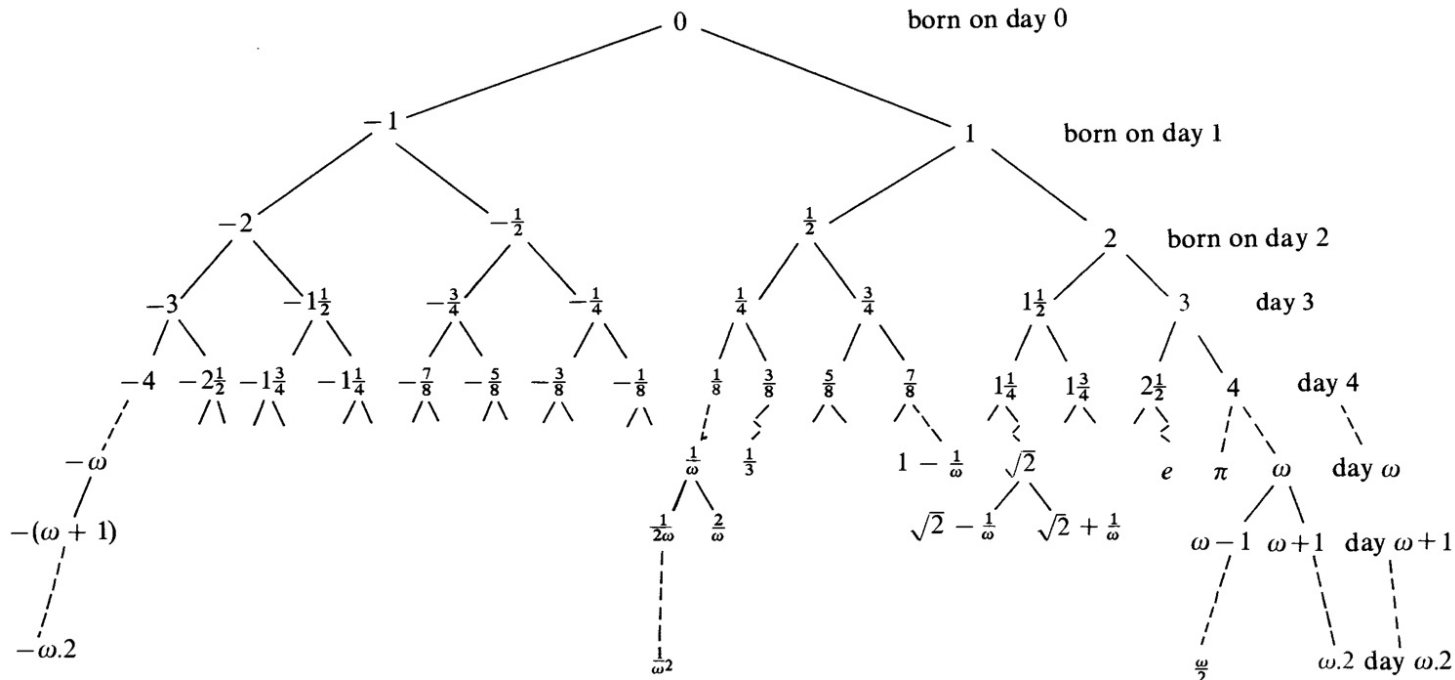 0 born on day 0
−1 1 born on day 1
−2 −1/2 1/2 2 born on day 2
−3 −1½ −3/4 −1/4 1/4 3/4 1½ 3 day 3
−4 −2½ −1¾ −1¼ −7/8 −5/8 −3/8 −1/8 1/8 3/8 5/8 7/8 1¼ 1¾ 2½ 4 day 4
−ω 1/ω 1/3 1 − 1/ω √2 e π ω day ω
−(ω + 1) 1/2ω 2/ω √2 − 1/ω √2 + 1/ω ω−1 ω+1 day ω+1
−ω.2 1/ω² ω/2 ω.2 day ω.2